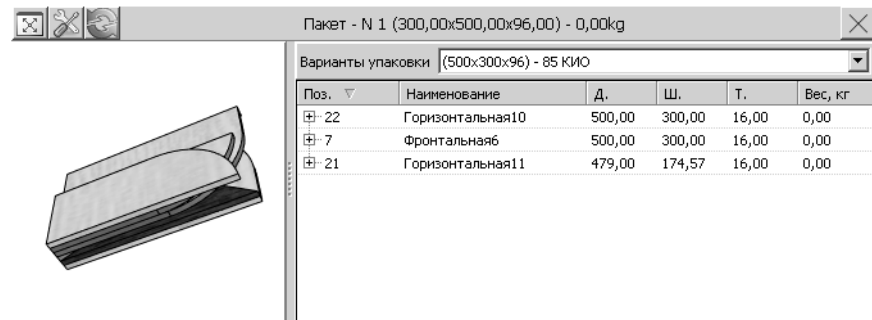 Пакет - N 1 (300,00x500,00x96,00) - 0,00kg
Варианты упаковки (500x300x96) - 85 КИО
Поз. Наименование Д. Ш. Т. Вес, кг
22 Горизонтальная10 500,00 300,00 16,00 0,00
7 Фронтальная6 500,00 300,00 16,00 0,00
21 Горизонтальная11 479,00 174,57 16,00 0,00